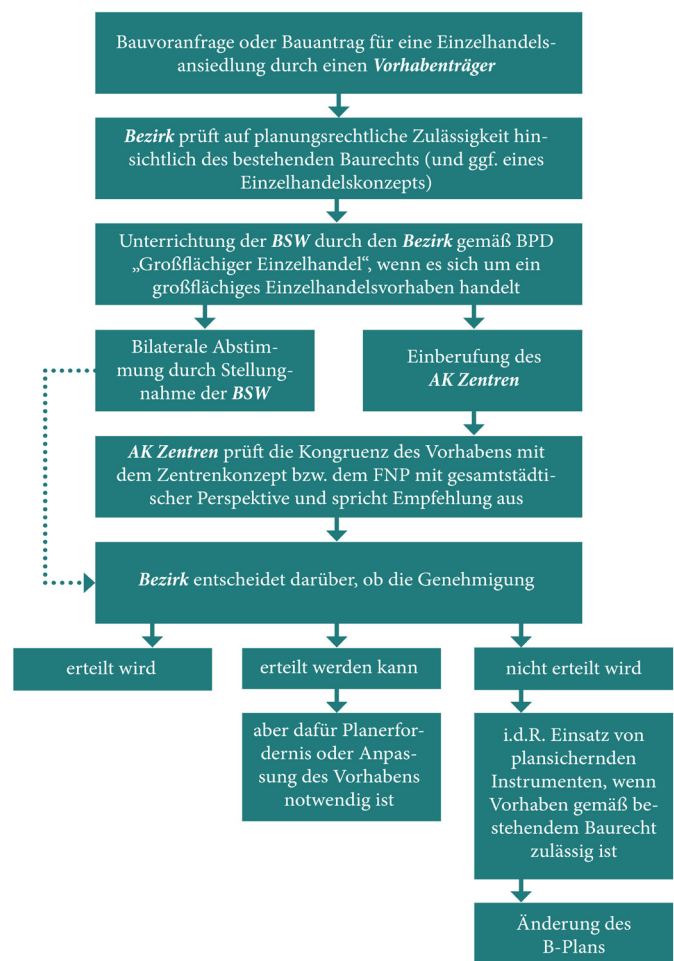 Bauvoranfrage oder Bauantrag für eine Einzelhandels-
ansiedlung durch einen Vorhabenträger
Bezirk prüft auf planungsrechtliche Zulässigkeit hin-
sichtlich des bestehenden Baurechts (und ggf. eines
Einzelhandelskonzepts)
Unterrichtung der BSW durch den Bezirk gemäß BPD
„Großflächiger Einzelhandel“, wenn es sich um ein
großflächiges Einzelhandelsvorhaben handelt
Bilaterale Abstim-
mung durch Stellung-
nahme der BSW
Einberufung des
AK Zentren
AK Zentren prüft die Kongruenz des Vorhabens mit
dem Zentrenkonzept bzw. dem FNP mit gesamtstädti-
scher Perspektive und spricht Empfehlung aus
Bezirk entscheidet darüber, ob die Genehmigung
erteilt wird
erteilt werden kann
aber dafür Planerfor-
dernis oder Anpas-
sung des Vorhabens
notwendig ist
nicht erteilt wird
i.d.R. Einsatz von
plansichernden
Instrumenten, wenn
Vorhaben gemäß be-
stehendem Baurecht
zulässig ist
Änderung des
B-Plans